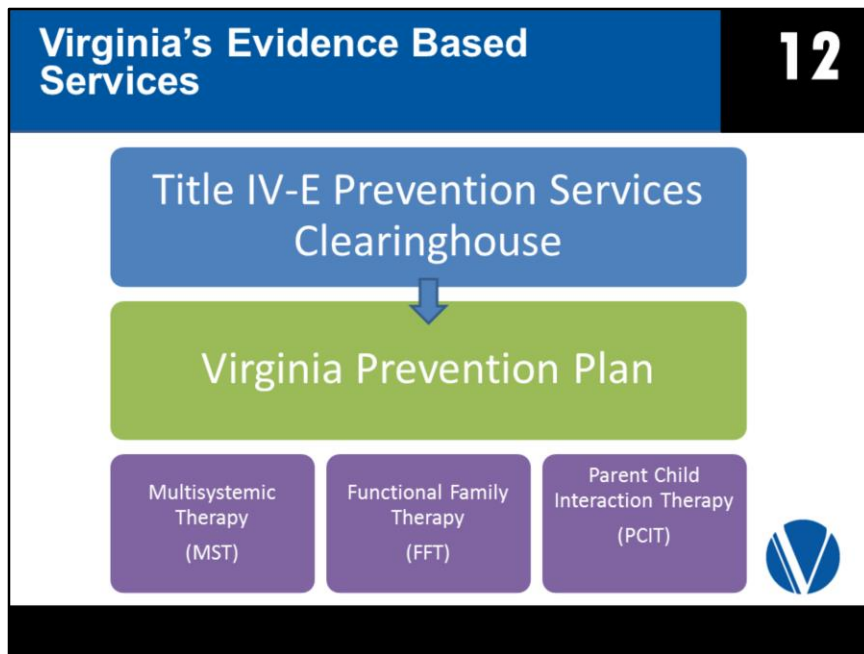 Virginia's Evidence Based
Services
12
Title IV-E Prevention Services
Clearinghouse
Virginia Prevention Plan
Multisystemic
Therapy
(MST)
Functional Family
Therapy
(FFT)
Parent Child
Interaction Therapy
(PCIT)